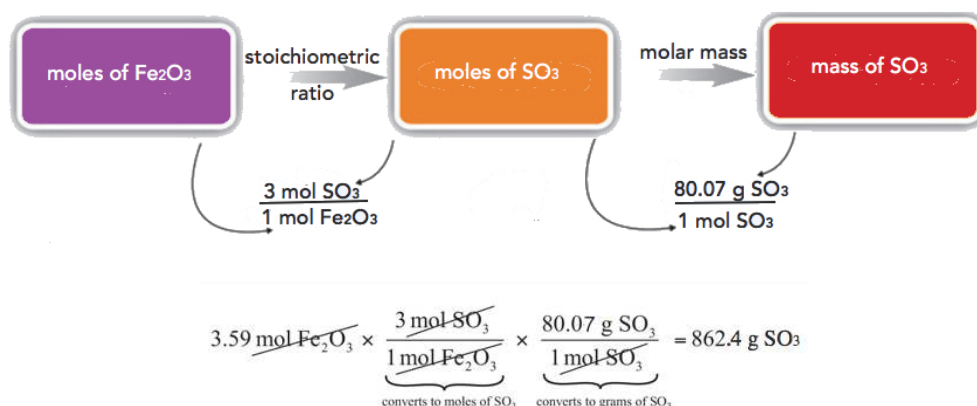 moles of Fe₂O₃
stoichiometric
ratio
moles of SO₃
molar mass
mass of SO₃
3 mol SO₃
1 mol Fe₂O₃
80.07 g SO₃
1 mol SO₃
3.59 mol Fe₂O₃ × 3 mol SO₃ / 1 mol Fe₂O₃ × 80.07 g SO₃ / 1 mol SO₃ = 862.4 g SO₃
converts to moles of SO₃
converts to grams of SO₃